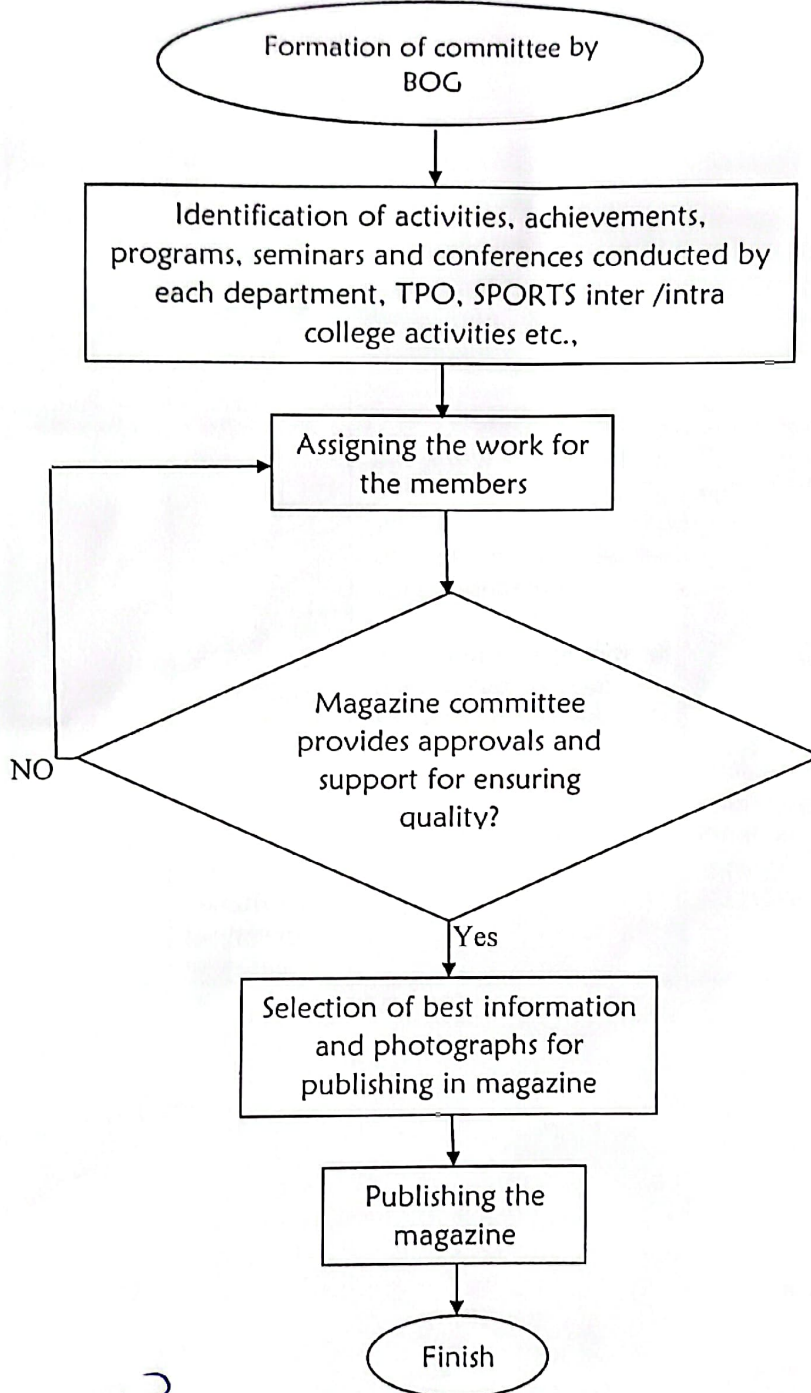 Formation of committee by
BOG
Identification of activities, achievements,
programs, seminars and conferences conducted by
each department, TPO, SPORTS inter /intra
college activities etc.,
Assigning the work for
the members
Magazine committee
provides approvals and
support for ensuring
quality?
NO
Yes
Selection of best information
and photographs for
publishing in magazine
Publishing the
magazine
Finish